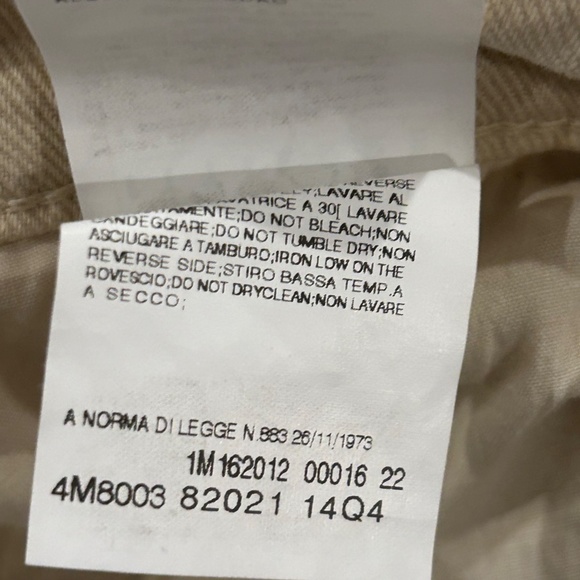 VERSE
LAVARE AL
ATRICE A 30[ LAVARE
AMENTE;DO NOT BLEACH;NON
CANDEGGIARE;DO NOT TUMBLE DRY;NON
ASCIUGARE A TAMBURO;IRON LOW ON THE
REVERSE SIDE;STIRO BASSA TEMP.A
ROVESCIO;DO NOT DRYCLEAN;NON LAVARE
A SECCO;
A NORMA DI LEGGE N.883 26/11/1973
1M162012 00016 22
4M8003 82021 14Q4